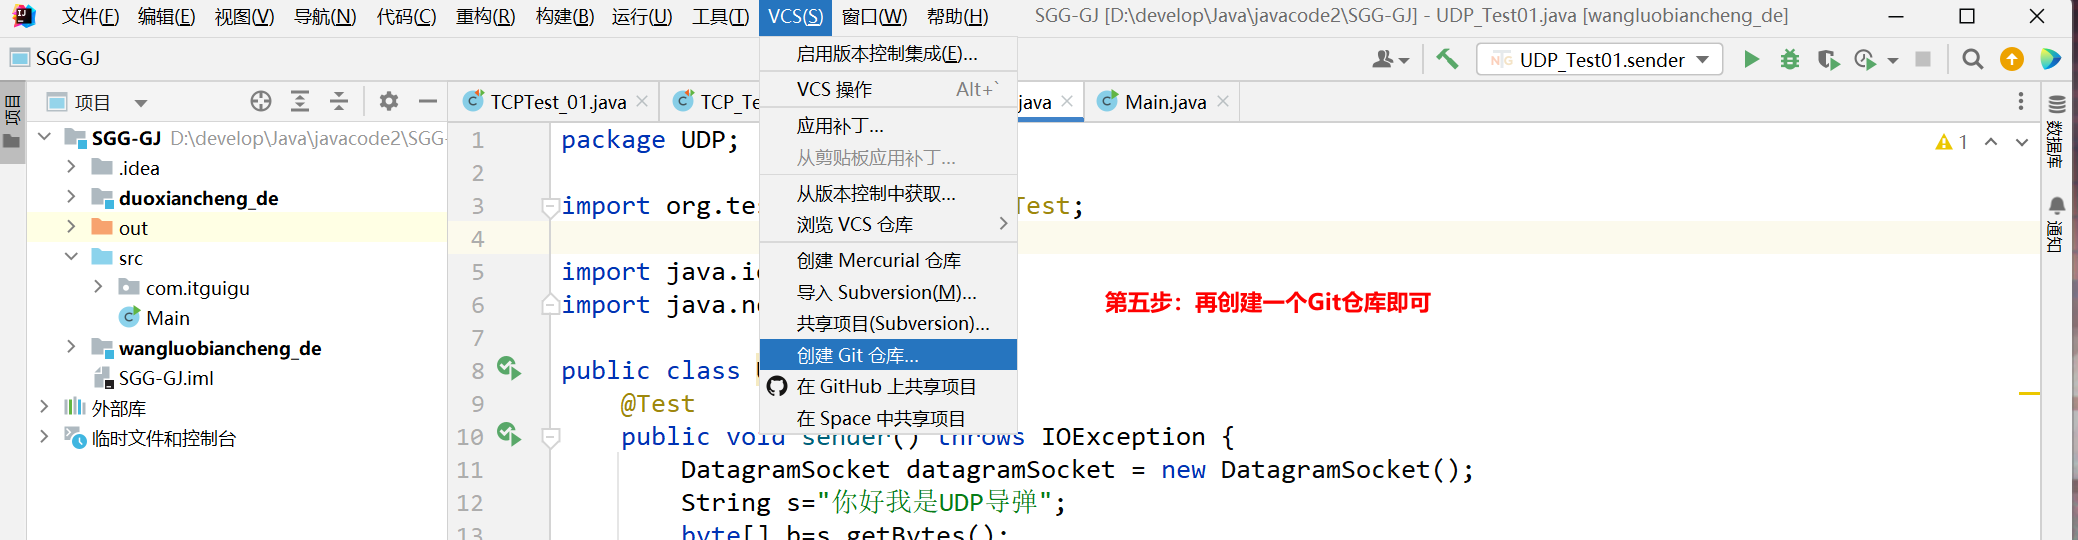 文件(F) 编辑(E) 视图(V) 导航(N) 代码(C) 重构(R) 构建(B) 运行(U) 工具(T) VCS(S) 窗口(W) 帮助(H) SGG-GJ [D:\develop\Java\javacode2\SGG-GJ] - UDP_Test01.java [wangluobiancheng_de]
SGG-GJ
UDP_Test01.sender
项目
项目
TCPTest_01.java
TCP_Te
java
Main.java
SGG-GJ D:\develop\Java\javacode2\SGG-
.idea
duoxiancheng_de
out
src
com.itguigu
Main
wangluobiancheng_de
SGG-GJ.iml
外部库
临时文件和控制台
启用版本控制集成(E)...
VCS 操作 Alt+`
应用补丁...
从剪贴板应用补丁...
从版本控制中获取...
浏览 VCS 仓库
创建 Mercurial 仓库
导入 Subversion(M)...
共享项目(Subversion)...
创建 Git 仓库...
在 GitHub 上共享项目
在 Space 中共享项目
1 package UDP;
2
3 import org.tes Test;
4
5 import java.i
6 import java.n
7
8 public class
9 @Test
10 public void sender() throws IOException {
11 DatagramSocket datagramSocket = new DatagramSocket();
12 String s="你好我是UDP导弹";
13 byte[] b=s.getBytes();
第五步：再创建一个Git仓库即可
1
数据库
通知